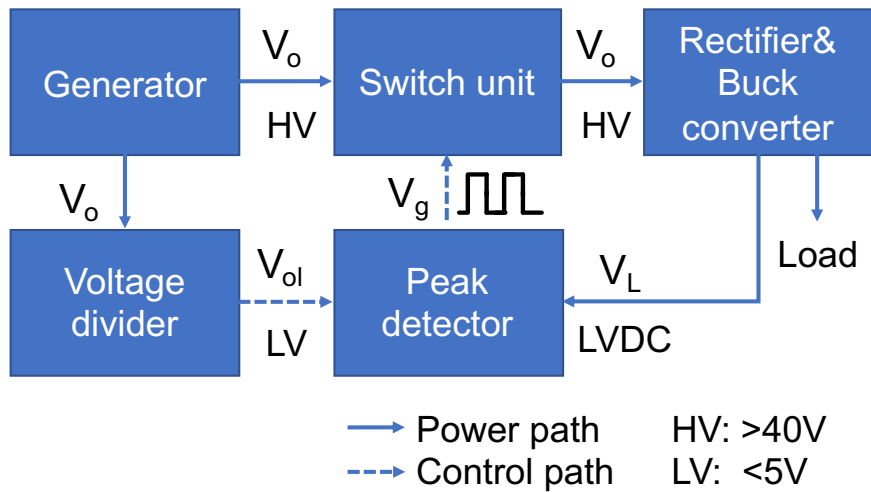 Generator
Vo
HV
Switch unit
Vo
HV
Rectifier&
Buck
converter
Vo
Vg
Load
Voltage
divider
Vol
LV
Peak
detector
VL
LVDC
Power path HV: >40V
Control path LV: <5V